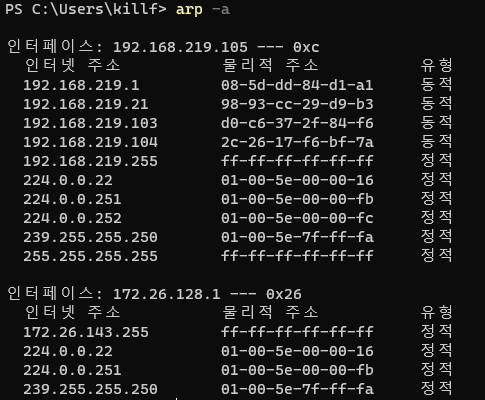 PS C:\Users\killf> arp -a
인터페이스: 192.168.219.105 --- 0xc
인터넷 주소 물리적 주소 유형
192.168.219.1 08-5d-dd-84-d1-a1 동적
192.168.219.21 98-93-cc-29-d9-b3 동적
192.168.219.103 d0-c6-37-2f-84-f6 동적
192.168.219.104 2c-26-17-f6-bf-7a 동적
192.168.219.255 ff-ff-ff-ff-ff-ff 정적
224.0.0.22 01-00-5e-00-00-16 정적
224.0.0.251 01-00-5e-00-00-fb 정적
224.0.0.252 01-00-5e-00-00-fc 정적
239.255.255.250 01-00-5e-7f-ff-fa 정적
255.255.255.255 ff-ff-ff-ff-ff-ff 정적
인터페이스: 172.26.128.1 --- 0x26
인터넷 주소 물리적 주소 유형
172.26.143.255 ff-ff-ff-ff-ff-ff 정적
224.0.0.22 01-00-5e-00-00-16 정적
224.0.0.251 01-00-5e-00-00-fb 정적
239.255.255.250 01-00-5e-7f-ff-fa 정적